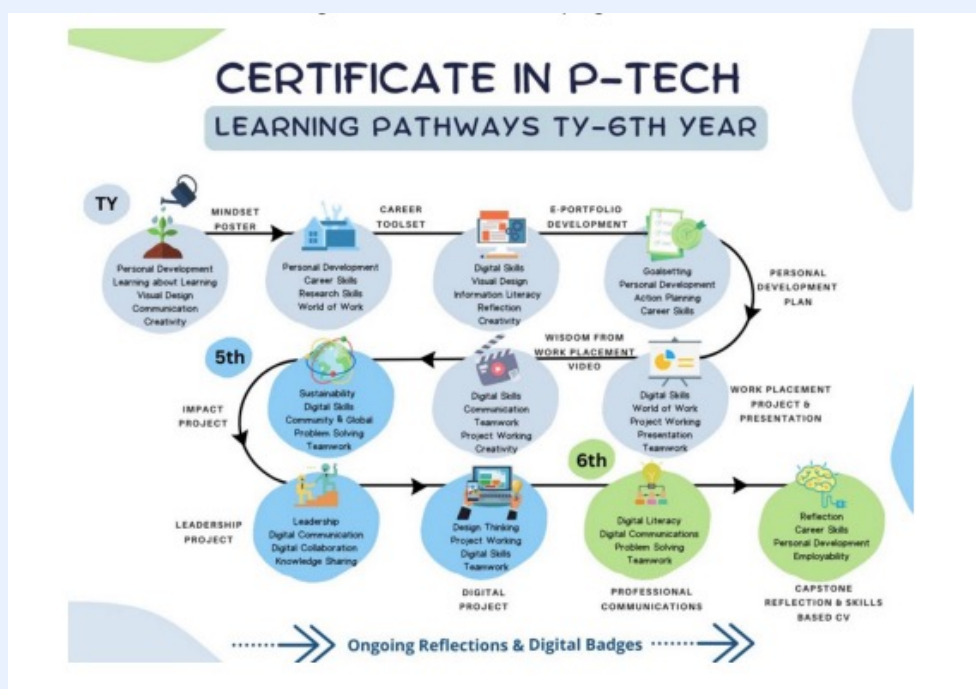 CERTIFICATE IN P-TECH
LEARNING PATHWAYS TY-6TH YEAR
TY
MINDSET
POSTER
Personal Development
Learning about Learning
Visual Design
Communication
Creativity
CAREER
TOOLSET
Personal Development
Career Skills
Research Skills
World of Work
E-PORTFOLIO
DEVELOPMENT
Digital Skills
Visual Design
Information Literacy
Reflection
Creativity
Goalsetting
Personal Development
Action Planning
Career Skills
PERSONAL
DEVELOPMENT
PLAN
Digital Skills
World of Work
Project Working
Presentation
Teamwork
WORK PLACEMENT
PROJECT &
PRESENTATION
WISDOM FROM
WORK PLACEMENT
VIDEO
Digital Skills
Communication
Teamwork
Project Working
Creativity
5th
Sustainability
Digital Skills
Community & Global
Problem Solving
Teamwork
IMPACT
PROJECT
LEADERSHIP
PROJECT
Leadership
Digital Communication
Digital Collaboration
Knowledge Sharing
Design Thinking
Project Working
Digital Skills
Teamwork
DIGITAL
PROJECT
6th
Digital Literacy
Digital Communications
Problem Solving
Teamwork
PROFESSIONAL
COMMUNICATIONS
Reflection
Career Skills
Personal Development
Employability
CAPSTONE
REFLECTION & SKILLS
BASED CV
Ongoing Reflections & Digital Badges